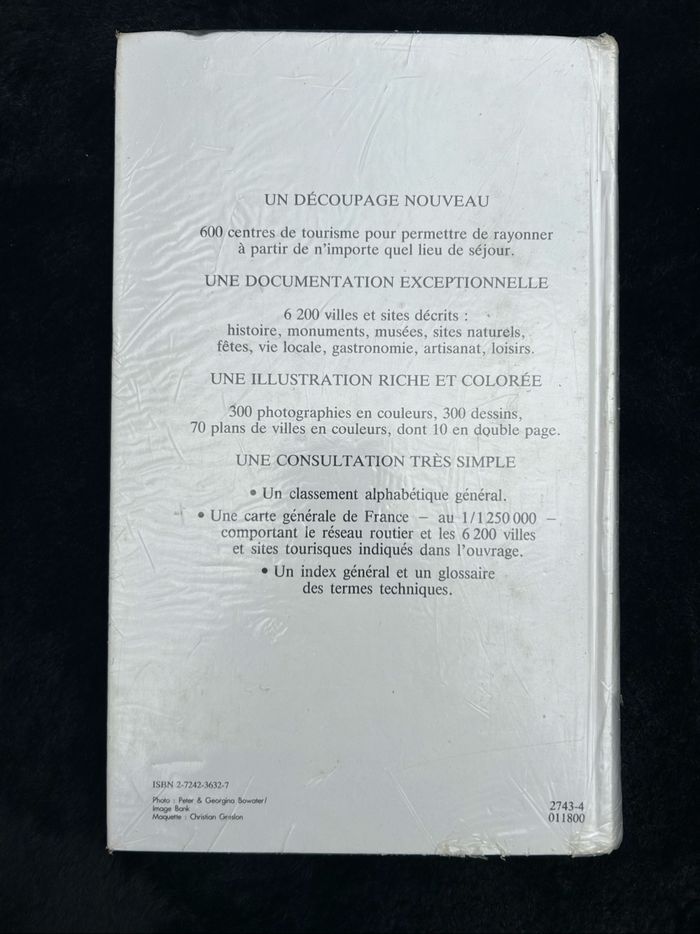 UN DÉCOUPAGE NOUVEAU
600 centres de tourisme pour permettre de rayonner
à partir de n'importe quel lieu de séjour.
UNE DOCUMENTATION EXCEPTIONNELLE
6 200 villes et sites décrits :
histoire, monuments, musées, sites naturels,
fêtes, vie locale, gastronomie, artisanat, loisirs.
UNE ILLUSTRATION RICHE ET COLORÉE
300 photographies en couleurs, 300 dessins,
70 plans de villes en couleurs, dont 10 en double page.
UNE CONSULTATION TRÈS SIMPLE
• Un classement alphabétique général.
• Une carte générale de France – au 1/1 250 000 –
comportant le réseau routier et les 6 200 villes
et sites tourisques indiqués dans l'ouvrage.
• Un index général et un glossaire
des termes techniques.
ISBN 2-7242-3632-7
Photo : Peter & Georgina Bowater/
Image Bank
Maquette : Christian Greslon
2743-4
011800